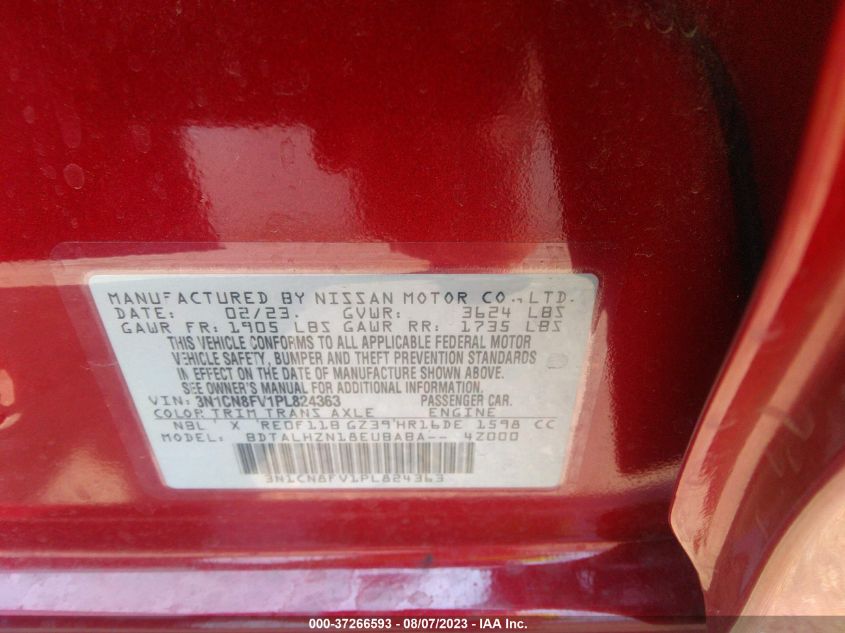 MANUFACTURED BY NISSAN MOTOR CO., LTD.
DATE: 02/23. GVWR: 3624 LBS
GAWR FR: 1905 LBS GAWR RR: 1735 LBS
THIS VEHICLE CONFORMS TO ALL APPLICABLE FEDERAL MOTOR
VEHICLE SAFETY, BUMPER AND THEFT PREVENTION STANDARDS
IN EFFECT ON THE DATE OF MANUFACTURE SHOWN ABOVE.
SEE OWNER'S MANUAL FOR ADDITIONAL INFORMATION.
VIN: 3N1CN8FV1PL824363 PASSENGER CAR.
COLOR TRIM TRANS AXLE ENGINE
NBL X RE0F11B GZ39 HR16DE 1598 CC
MODEL: BDTALHZN18EUBABA-- 4Z000
3N1CN8FV1PL824363
000-37266593 - 08/07/2023 - IAA Inc.